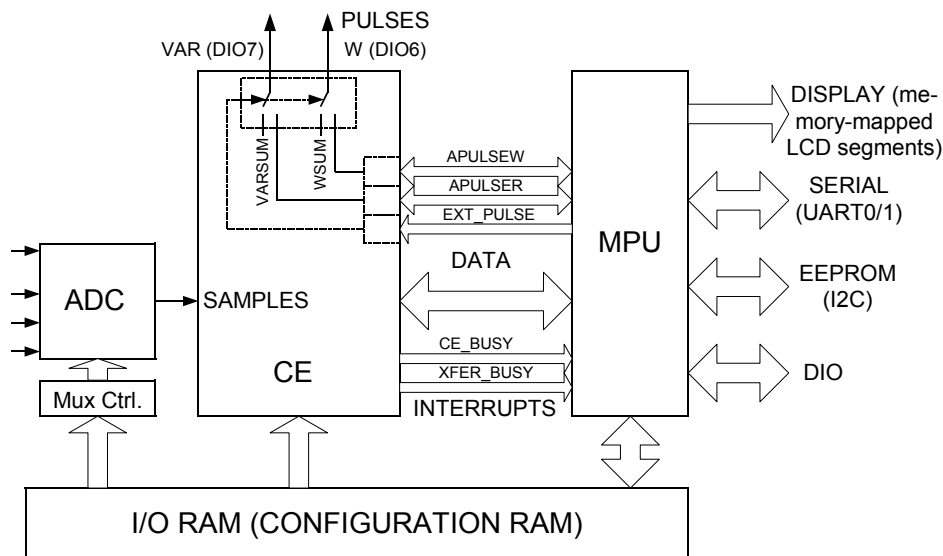 PULSES
VAR (DIO7)
W (DIO6)
DISPLAY (me-
mory-mapped
LCD segments)
VARSUM
WSUM
APULSEW
APULSER
EXT_PULSE
SERIAL
(UART0/1)
MPU
DATA
ADC
SAMPLES
EEPROM
(I2C)
CE_BUSY
CE
XFER_BUSY
DIO
Mux Ctrl.
INTERRUPTS
I/O RAM (CONFIGURATION RAM)